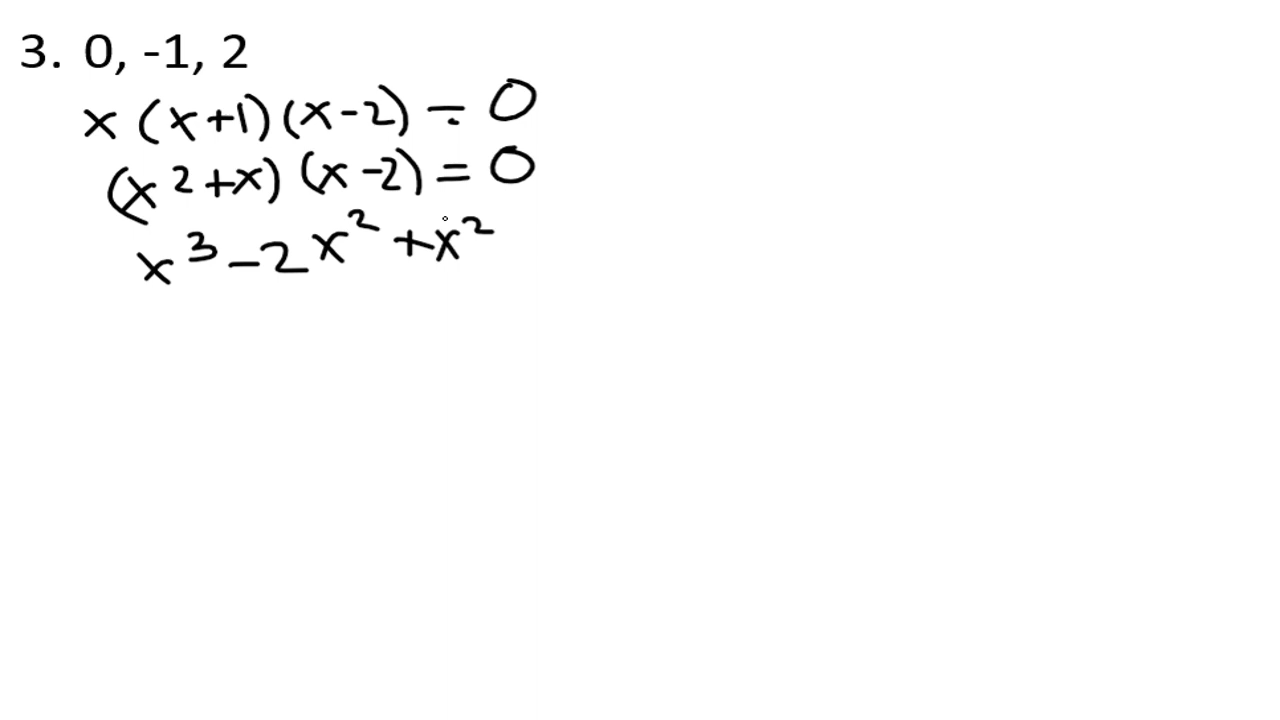 3. 0, -1, 2
x (x+1) (x-2) = 0
(x² +x) (x-2) = 0
x³ -2x² +x²